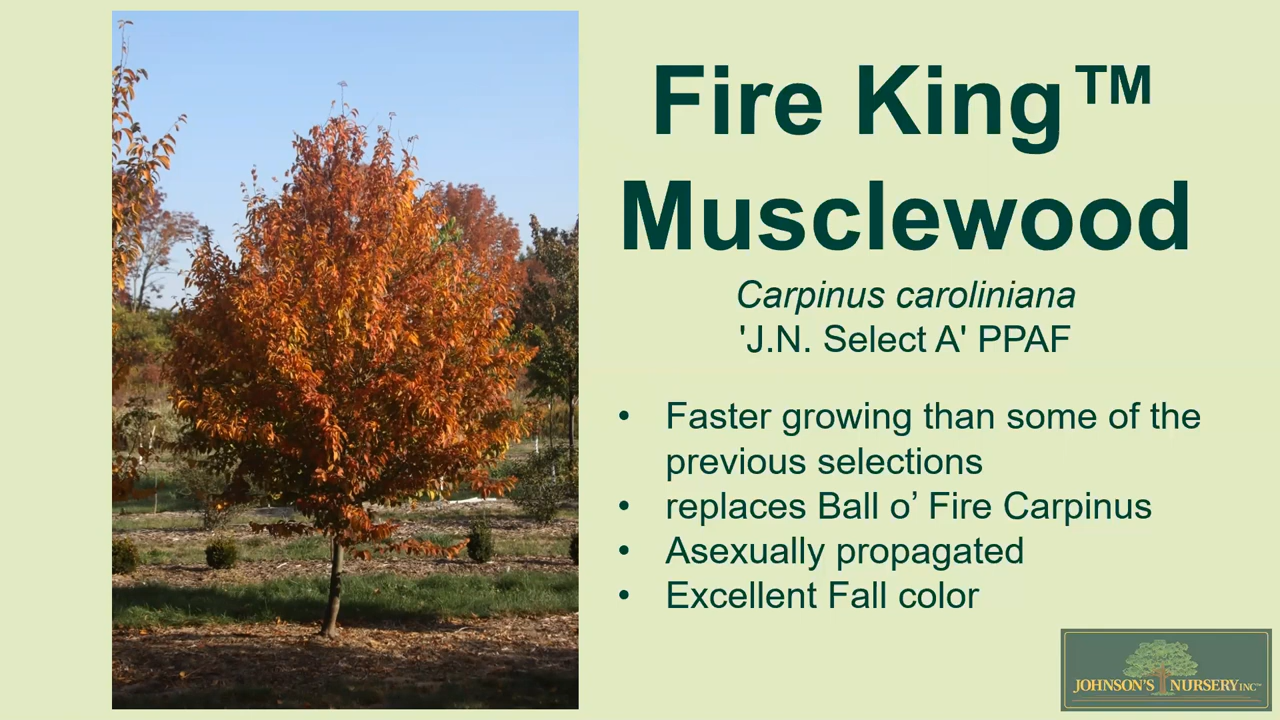 Fire King™
Musclewood
Carpinus caroliniana
'J.N. Select A' PPAF
• Faster growing than some of the
previous selections
• replaces Ball o’ Fire Carpinus
• Asexually propagated
• Excellent Fall color
JOHNSON'S NURSERY INC™